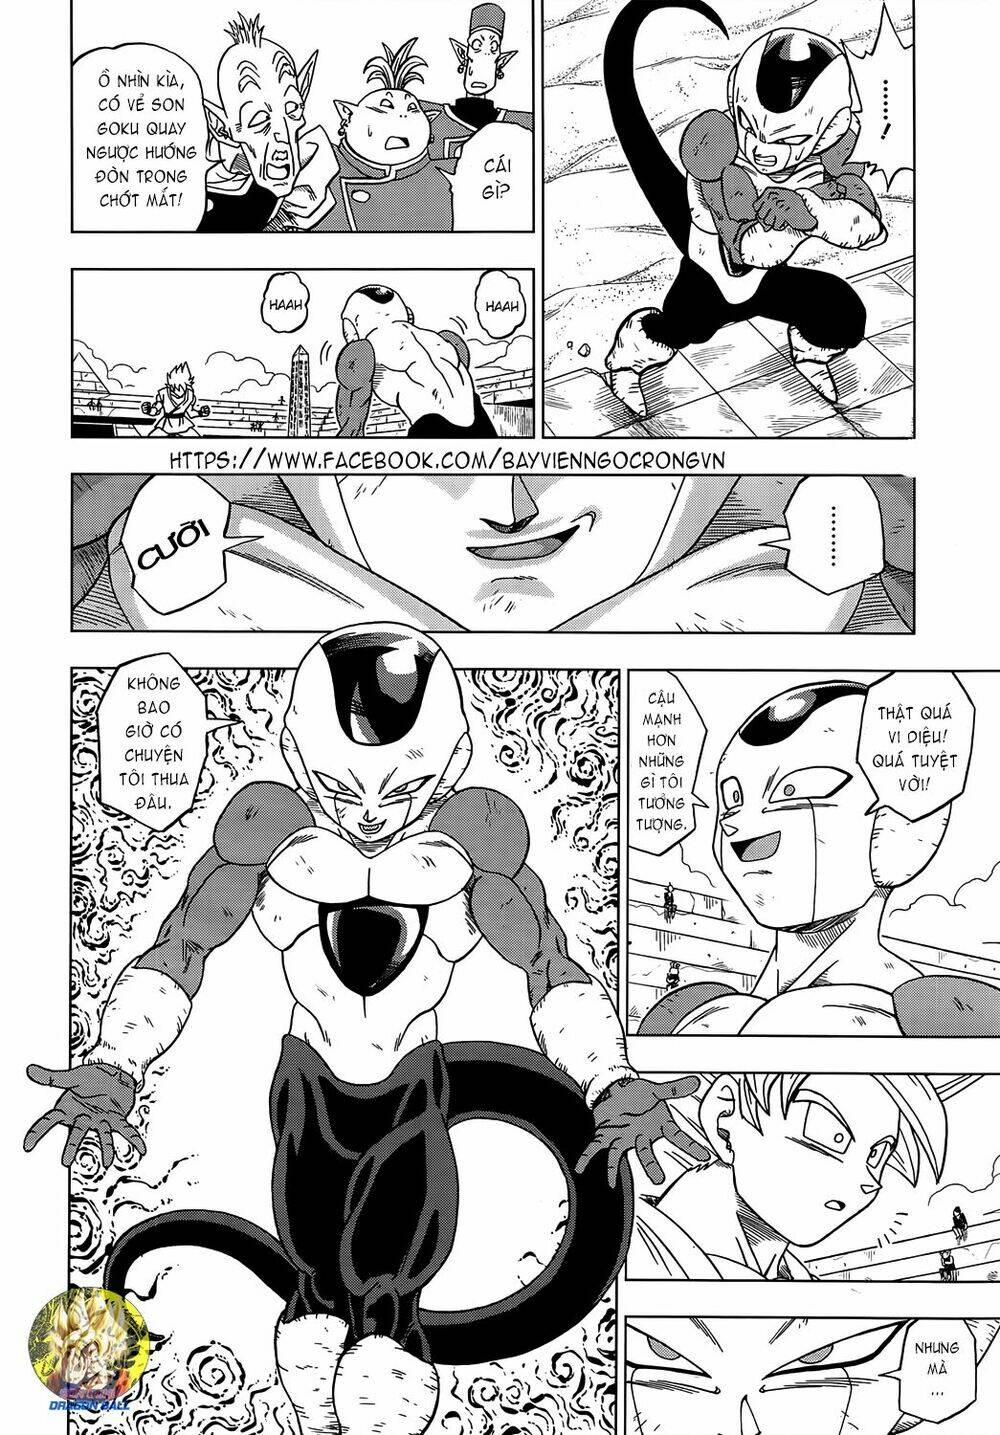 ......!
Ồ NHÌN KÌA,
CÓ VẺ SON
GOKU QUAY
NGƯỢC HƯỚNG
ĐÒN TRONG
CHỚT MẮT!
CÁI
GÌ?
HAAH
HAAH
HTTPS://WWW.FACEBOOK.COM/BAYVIENNGOCRONGVN
........
CƯỜI
THẬT QUÁ
VI DIỆU!
QUÁ TUYỆT
VỜI!
CẬU
MẠNH
HƠN
NHỮNG
GÌ TÔI
TƯỞNG
TƯỢNG.
NHƯNG
MÀ
...
KHÔNG
BAO
GIỜ CÓ
CHUYỆN
TÔI THUA
ĐÂU.
DRAGON BALL